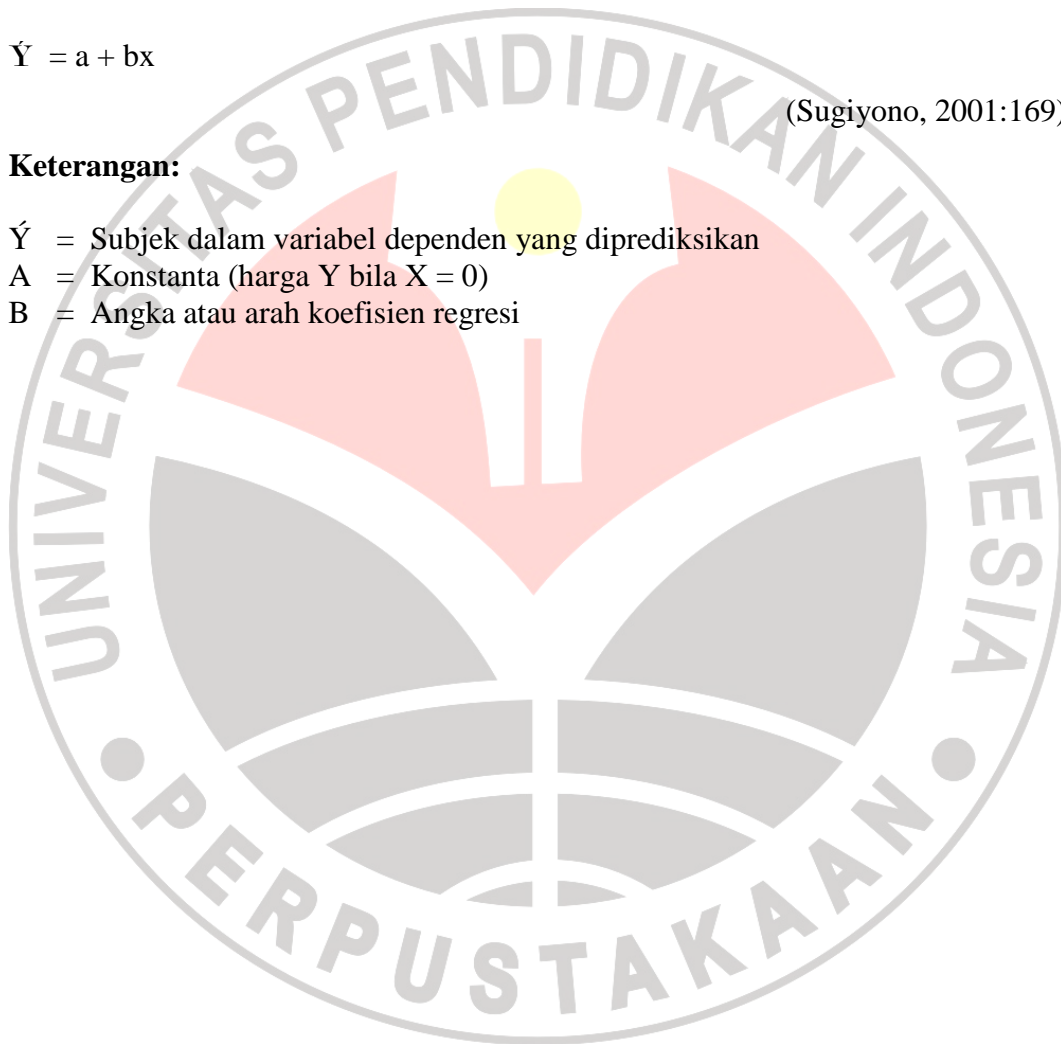 Ý = a + bx
(Sugiyono, 2001:169)
Keterangan:
Ý = Subjek dalam variabel dependen yang diprediksikan
A = Konstanta (harga Y bila X = 0)
B = Angka atau arah koefisien regresi
UNIVERSITAS PENDIDIKAN INDONESIA
PERPUSTAKAAN